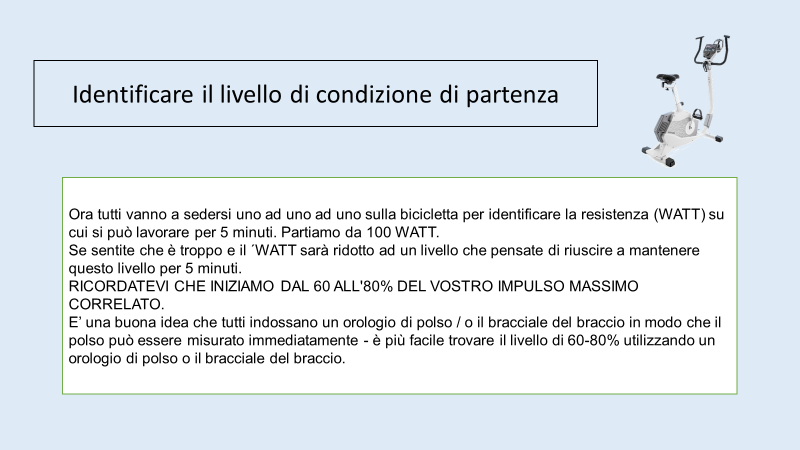 Identificare il livello di condizione di partenza
Ora tutti vanno a sedersi uno ad uno ad uno sulla bicicletta per identificare la resistenza (WATT) su
cui si può lavorare per 5 minuti. Partiamo da 100 WATT.
Se sentite che è troppo e il ´WATT sarà ridotto ad un livello che pensate di riuscire a mantenere
questo livello per 5 minuti.
RICORDATEVI CHE INIZIAMO DAL 60 ALL'80% DEL VOSTRO IMPULSO MASSIMO
CORRELATO.
E’ una buona idea che tutti indossano un orologio di polso / o il bracciale del braccio in modo che il
polso può essere misurato immediatamente - è più facile trovare il livello di 60-80% utilizzando un
orologio di polso o il bracciale del braccio.